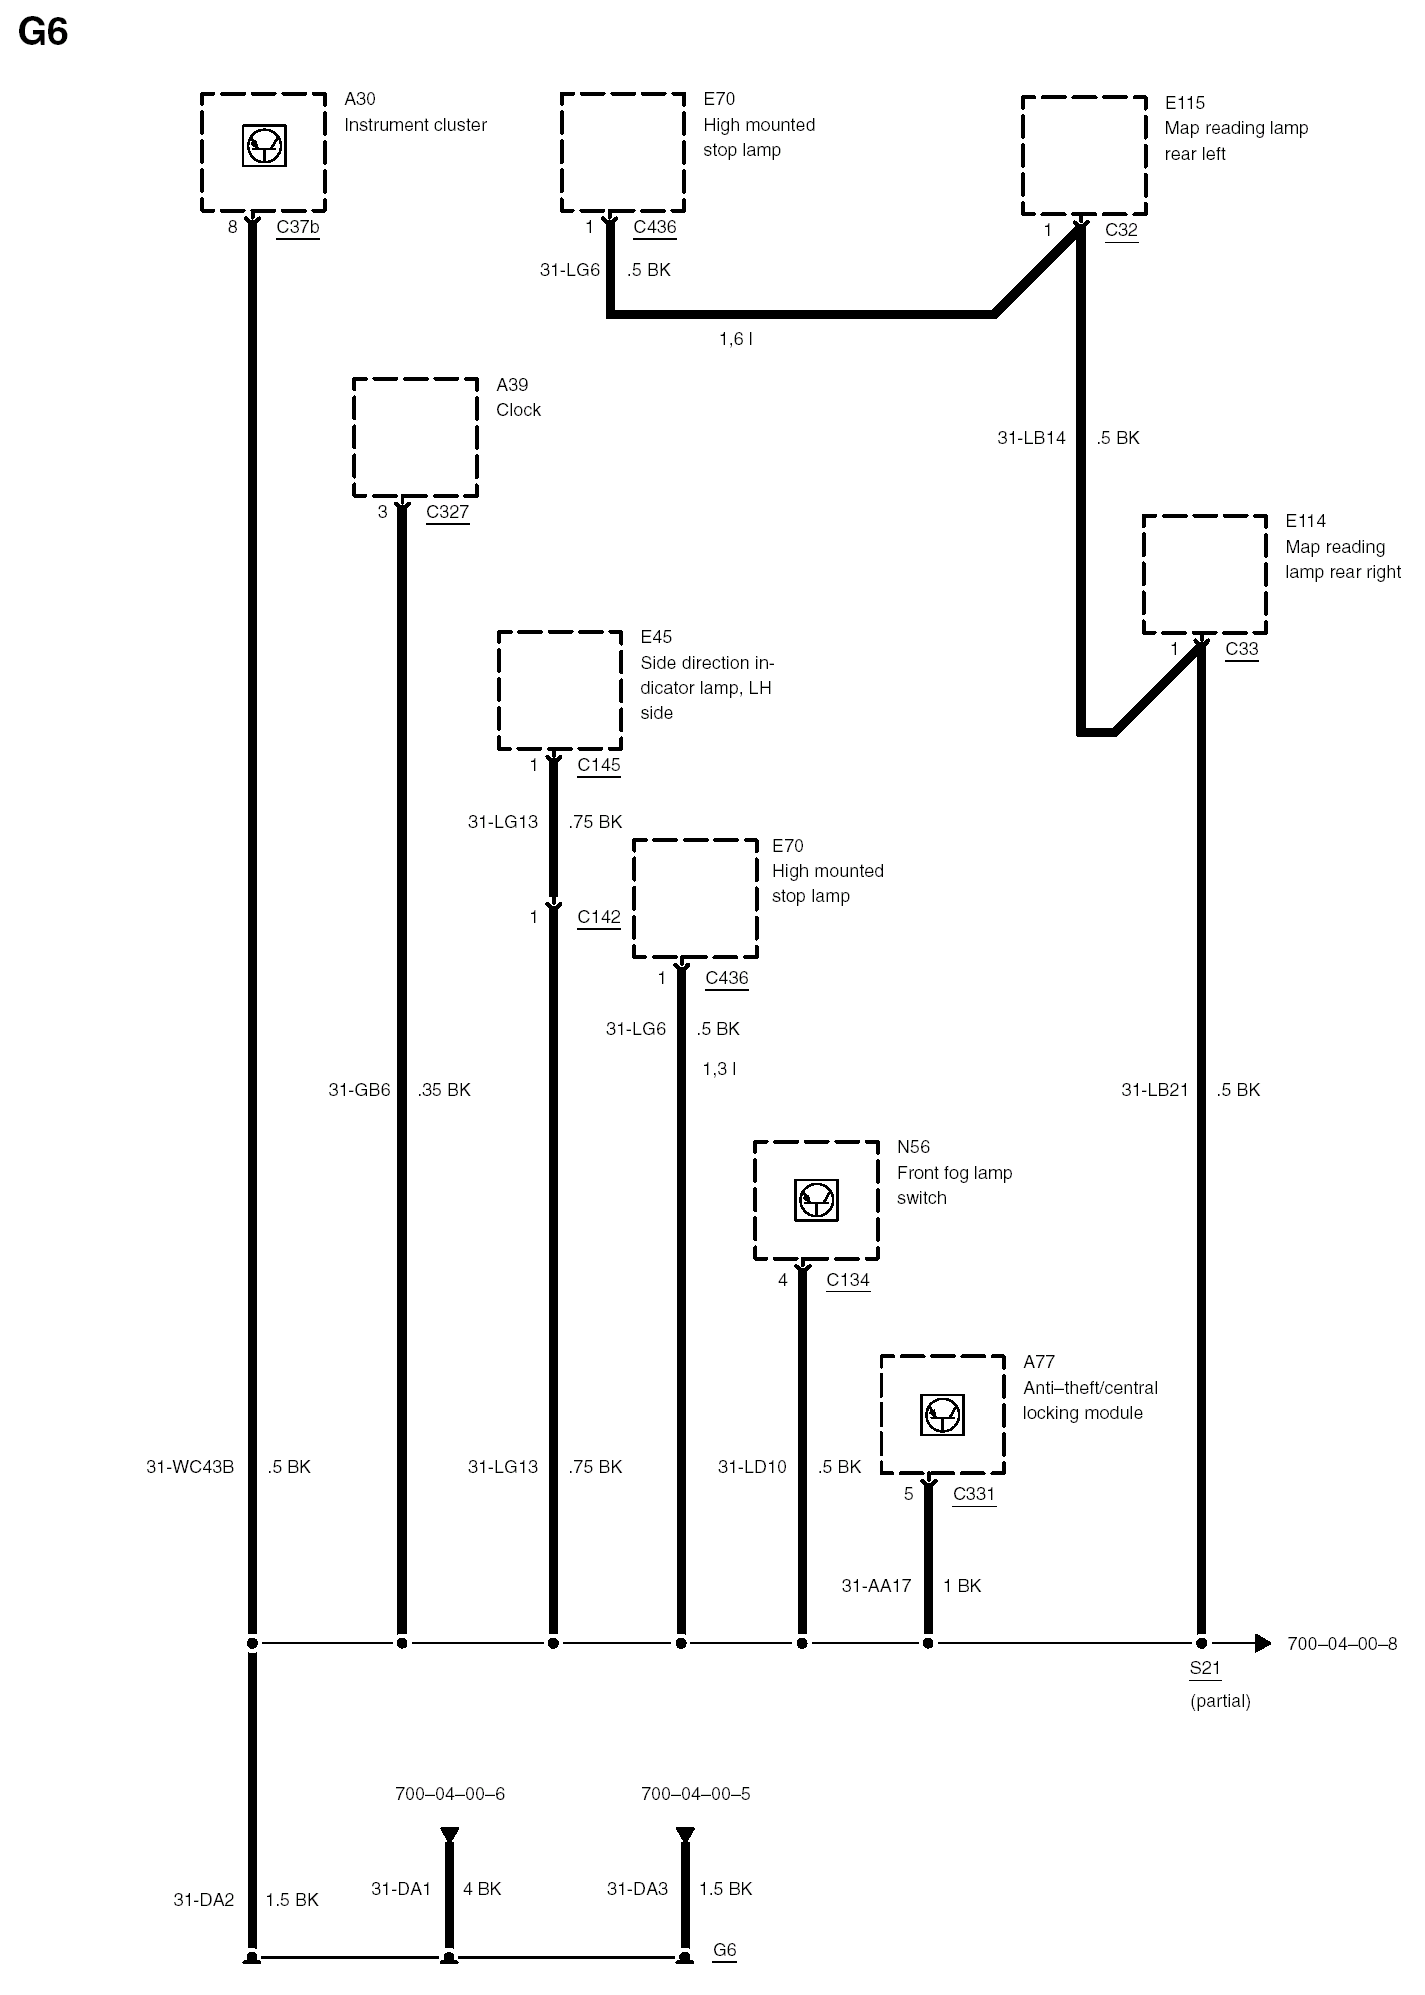 G6
A30
Instrument cluster
8 C37b
E70
High mounted
stop lamp
1 C436
31-LG6 .5 BK
1,6 l
E115
Map reading lamp
rear left
1 C32
A39
Clock
3 C327
31-LB14 .5 BK
E114
Map reading
lamp rear right
1 C33
E45
Side direction in-
dicator lamp, LH
side
1 C145
31-LG13 .75 BK
1 C142
E70
High mounted
stop lamp
1 C436
31-LG6 .5 BK
1,3 l
31-GB6 .35 BK
31-LB21 .5 BK
N56
Front fog lamp
switch
4 C134
A77
Anti–theft/central
locking module
5 C331
31-WC43B .5 BK
31-LG13 .75 BK
31-LD10 .5 BK
31-AA17 1 BK
700–04–00–8
S21
(partial)
700–04–00–6
700–04–00–5
31-DA2 1.5 BK
31-DA1 4 BK
31-DA3 1.5 BK
G6